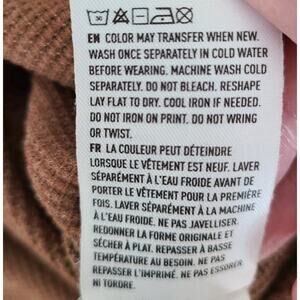 EN COLOR MAY TRANSFER WHEN NEW.
WASH ONCE SEPARATELY IN COLD WATER
BEFORE WEARING. MACHINE WASH COLD
SEPARATELY. DO NOT BLEACH. RESHAPE
LAY FLAT TO DRY. COOL IRON IF NEEDED.
DO NOT IRON ON PRINT. DO NOT WRING
OR TWIST.
FR LA COULEUR PEUT DÉTEINDRE
LORSQUE LE VÊTEMENT EST NEUF. LAVER
SÉPARÉMENT À L'EAU FROIDE AVANT DE
PORTER LE VÊTEMENT POUR LA PREMIÈRE
FOIS. LAVER SÉPARÉMENT À LA MACHINE
À L'EAU FROIDE. NE PAS JAVELLISER.
REDONNER LA FORME ORIGINALE ET
SÉCHER À PLAT. REPASSER À BASSE
TEMPÉRATURE AU BESOIN. NE PAS
REPASSER L'IMPRIMÉ. NE PAS ESSORER
NI TORDRE.